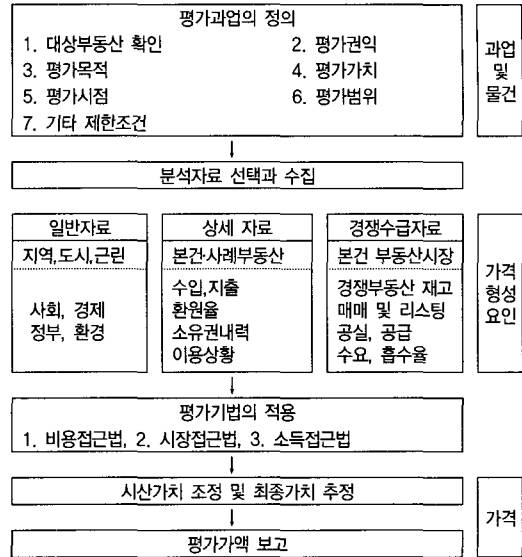 평가과업의 정의
1. 대상부동산 확인 2. 평가권익
3. 평가목적 4. 평가가치
5. 평가시점 6. 평가범위
7. 기타 제한조건
과업
및
물건
분석자료 선택과 수집
일반자료
지역,도시,근린
사회, 경제
정부, 환경
상세 자료
본건·사례부동산
수입,지출
환원율
소유권내력
이용상황
경쟁수급자료
본건 부동산시장
경쟁부동산 재고
매매 및 리스팅
공실, 공급
수요, 흡수율
가격
형성
요인
평가기법의 적용
1. 비용접근법, 2. 시장접근법, 3. 소득접근법
시산가치 조정 및 최종가치 추정
평가가액 보고
가격